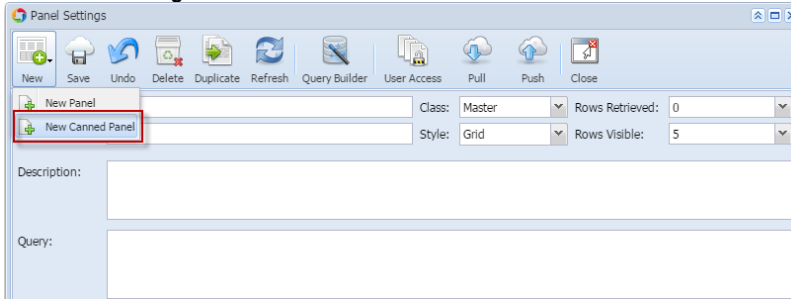 Panel Settings
New Save Undo Delete Duplicate Refresh Query Builder User Access Pull Push Close
New Panel
Class: Master Rows Retrieved: 0
New Canned Panel
Style: Grid Rows Visible: 5
Description:
Query: